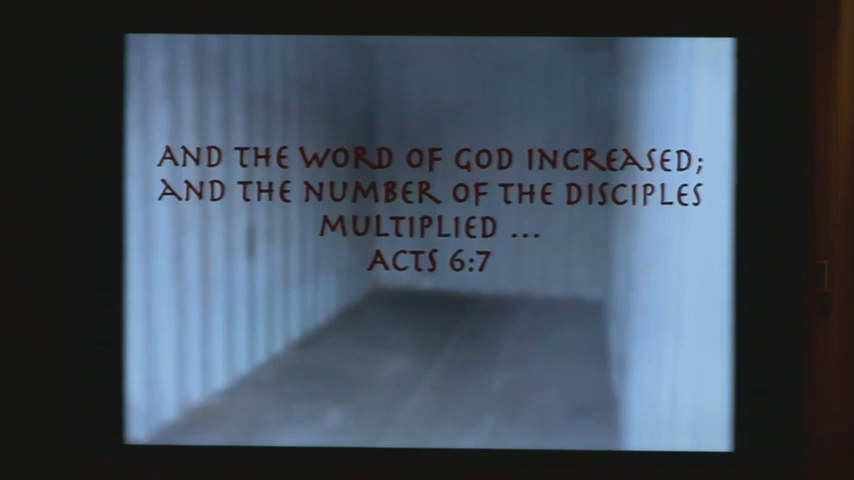 AND THE WORD OF GOD INCREASED;
AND THE NUMBER OF THE DISCIPLES
MULTIPLIED ...
ACTS 6:7